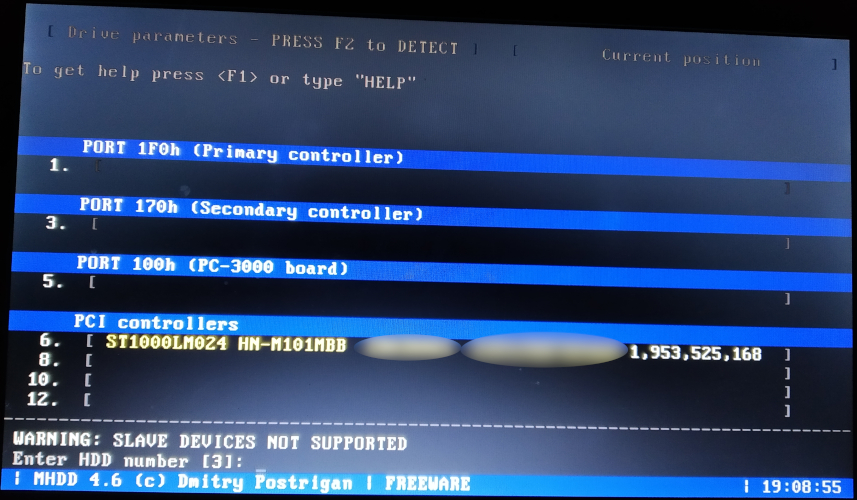 [ Drive parameters - PRESS F2 to DETECT ] [ Current position ]
To get help press <F1> or type "HELP"
PORT 1F0h (Primary controller)
1. [ ]
PORT 170h (Secondary controller)
3. [ ]
PORT 100h (PC-3000 board)
5. [ ]
PCI controllers
6. [ ST1000LM024 HN-M101MBB 1,953,525,168 ]
8. [ ]
10. [ ]
12. [ ]
WARNING: SLAVE DEVICES NOT SUPPORTED
Enter HDD number [3]: _
| MHDD 4.6 (c) Dmitry Postrigan | FREEWARE | 19:08:55